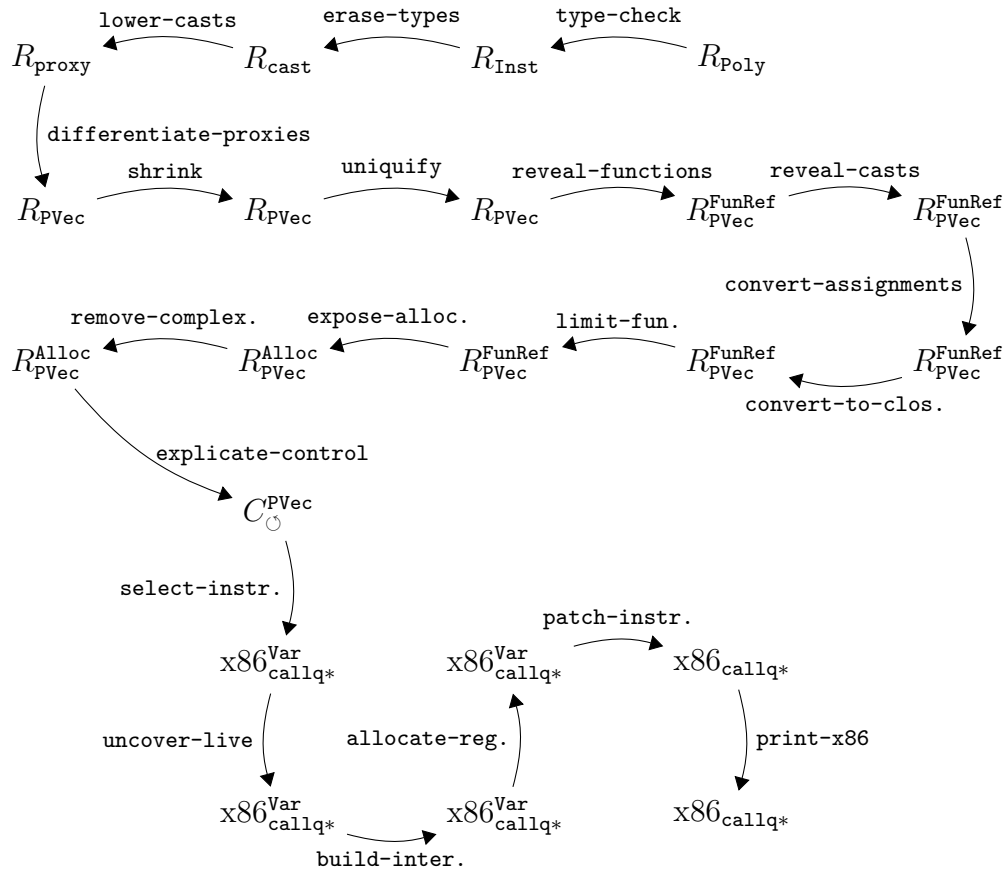 lower-casts erase-types type-check
R_proxy R_cast R_Inst R_Poly
differentiate-proxies
shrink uniquify reveal-functions reveal-casts
R_PVec R_PVec R_PVec R_PVec^FunRef R_PVec^FunRef
convert-assignments
remove-complex. expose-alloc. limit-fun.
R_PVec^Alloc R_PVec^Alloc R_PVec^FunRef R_PVec^FunRef R_PVec^FunRef
convert-to-clos.
explicate-control
C_↺^PVec
select-instr.
patch-instr.
x86_callq*^Var x86_callq*^Var x86_callq*
uncover-live allocate-reg. print-x86
x86_callq*^Var x86_callq*^Var x86_callq*
build-inter.